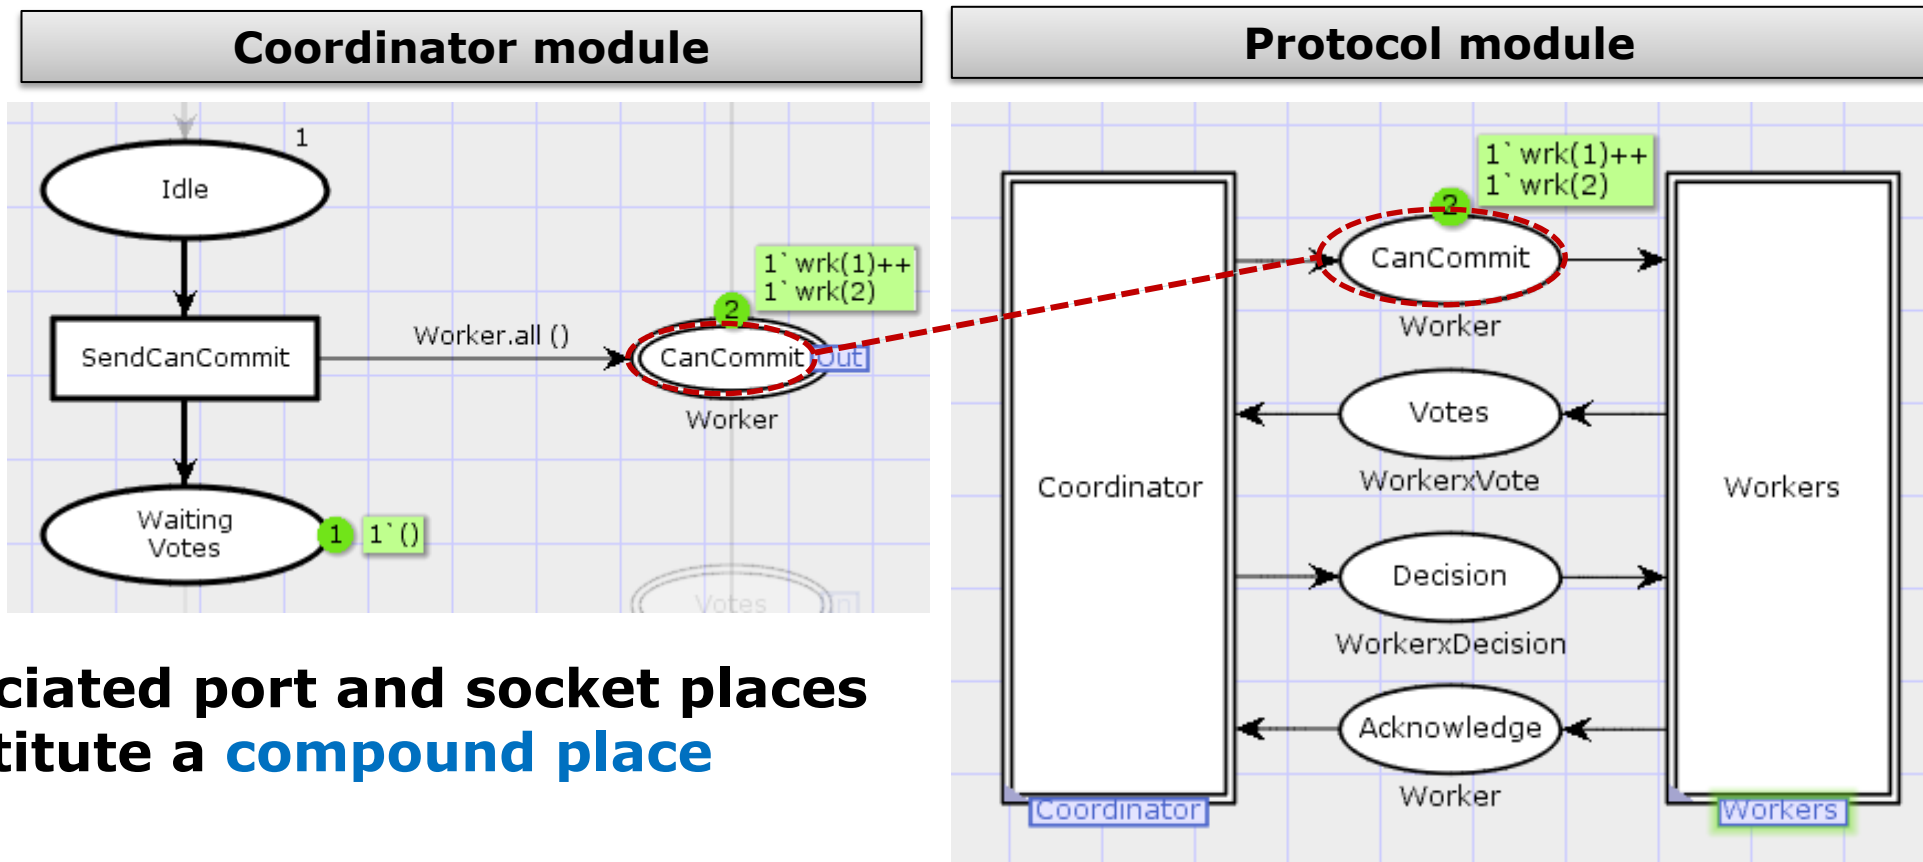 Coordinator module
Protocol module
1
Idle
1`wrk(1)++
1`wrk(2)
2
Worker.all ()
SendCanCommit
CanCommit
Out
Worker
Waiting
Votes
1
1`()
Votes
1`wrk(1)++
1`wrk(2)
2
CanCommit
Worker
Votes
WorkerxVote
Coordinator
Workers
Decision
WorkerxDecision
Acknowledge
Worker
Coordinator
Workers
ciated port and socket places
titute a compound place